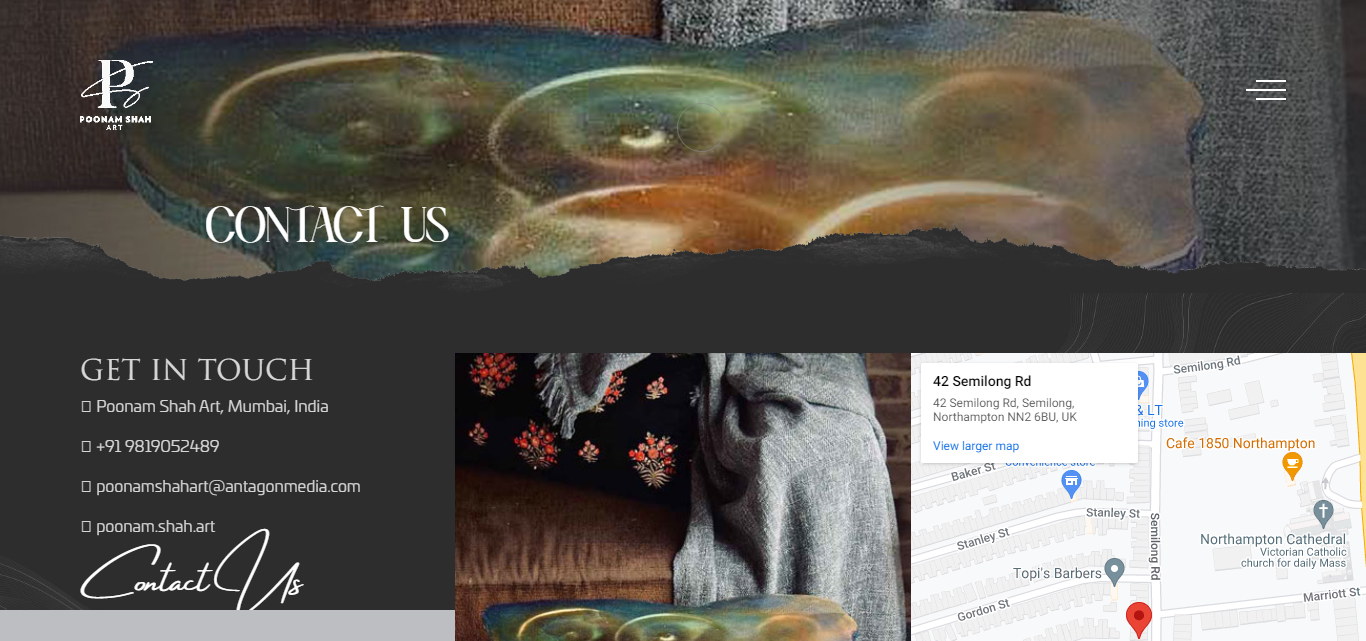 POONAM SHAH
ART
CONTACT US
GET IN TOUCH
Poonam Shah Art, Mumbai, India
+91 9819052489
poonamshahart@antagonmedia.com
poonam.shah.art
Contact Us
42 Semilong Rd
42 Semilong Rd, Semilong,
Northampton NN2 6BU, UK
View larger map
Semilong Rd
& LT
ning store
Cafe 1850 Northampton
Convenience store
Baker St
Stanley St
Stanley St
Semilong Rd
Northampton Cathedral
Victorian Catholic
church for daily Mass
Topi's Barbers
Gordon St
Marriott St